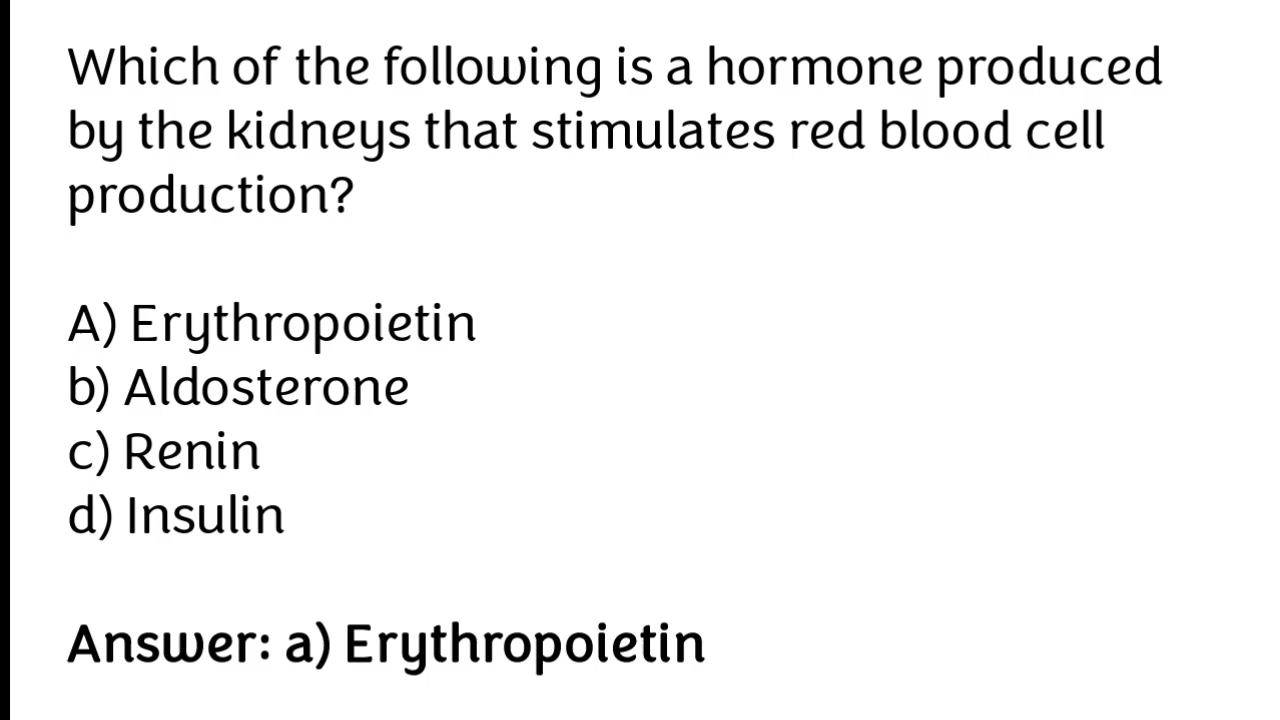 Which of the following is a hormone produced
by the kidneys that stimulates red blood cell
production?
A) Erythropoietin
b) Aldosterone
c) Renin
d) Insulin
Answer: a) Erythropoietin